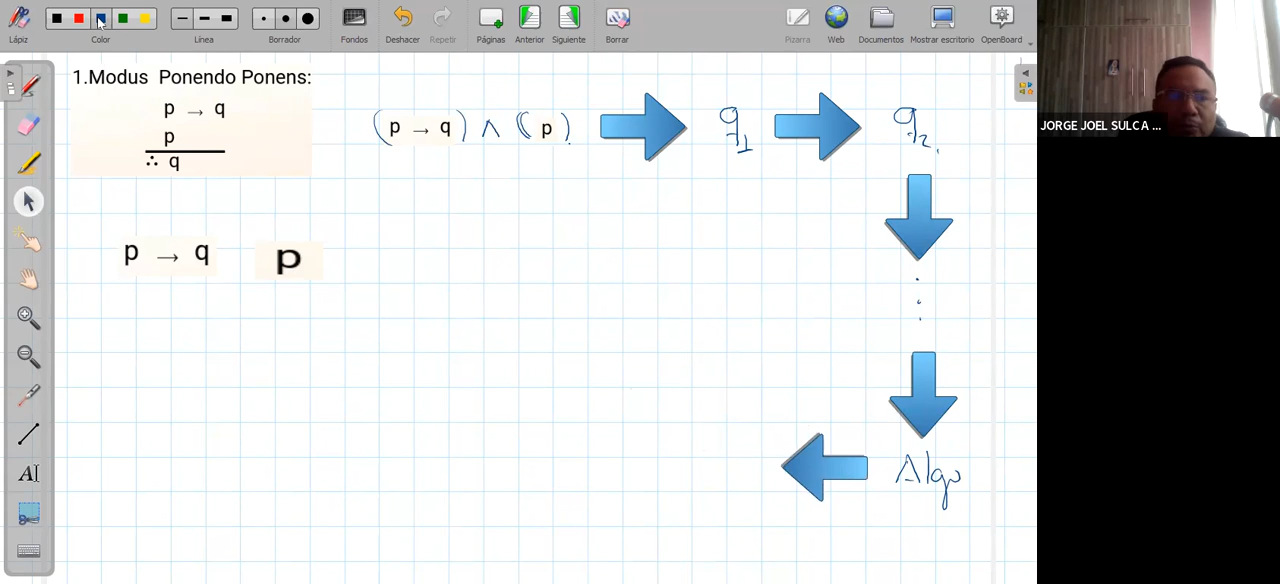 Lápiz Color Línea Borrador Fondos Deshacer Repetir Páginas Anterior Siguiente Borrar Pizarra Web Documentos Mostrar escritorio OpenBoard
1.Modus Ponendo Ponens:
p → q
p
∴ q
(p → q) ∧ (p)
q1
q2
p → q
p
⋮
Algo
AI
JORGE JOEL SULCA ...